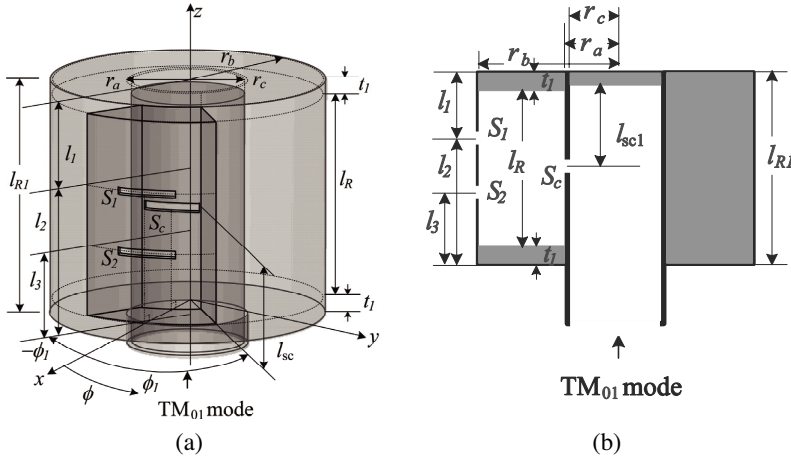 z
r_b
r_a
r_c
t_1
l_1
l_R1
l_R
S_1
S_c
l_2
S_2
l_3
t_1
y
-ϕ_1
l_sc
x
ϕ_1
ϕ
TM_01 mode
(a)
r_c
r_a
r_b
t_1
l_1
S_1
l_sc1
l_2
l_R
S_c
l_R1
S_2
l_3
t_1
TM_01 mode
(b)